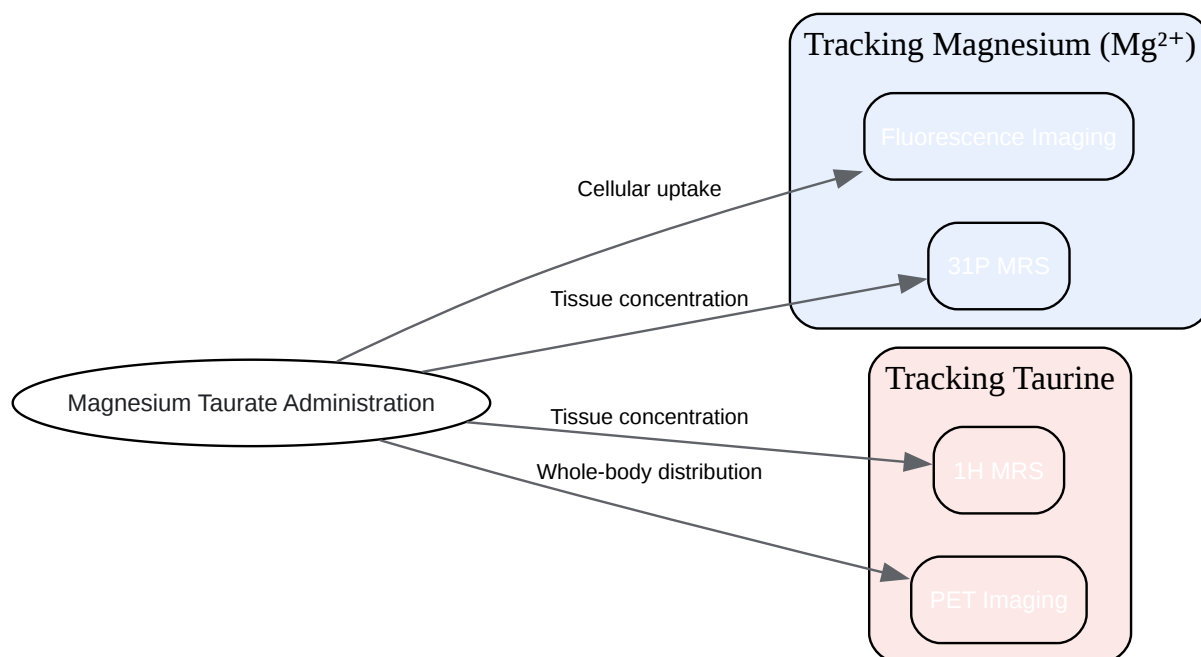 Tracking Magnesium (Mg²⁺)
Fluorescence Imaging
Cellular uptake
31P MRS
Tissue concentration
Tracking Taurine
Magnesium Taurate Administration
Tissue concentration
1H MRS
Whole-body distribution
PET Imaging